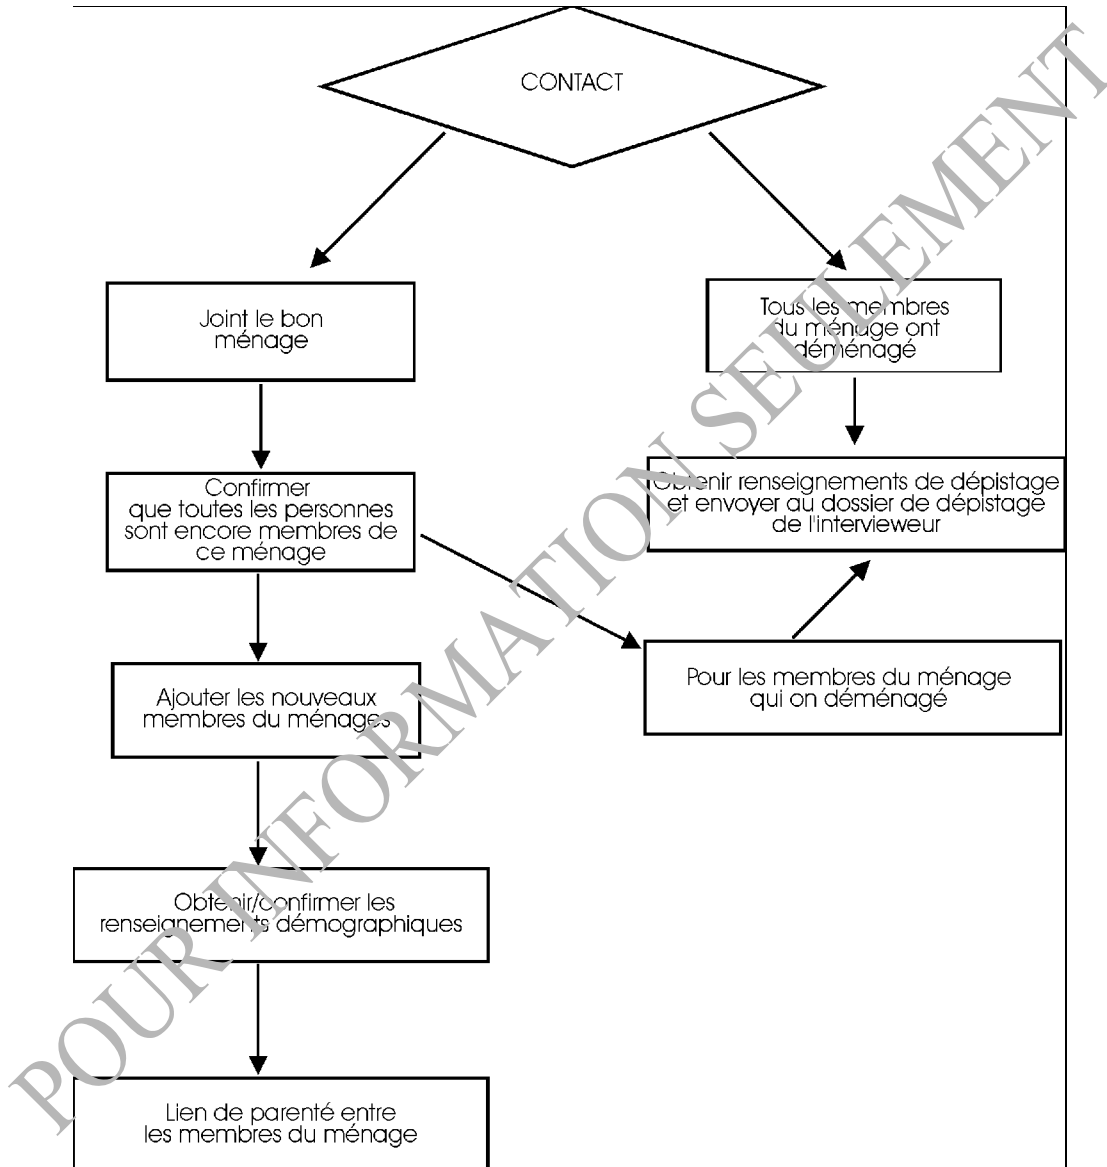 CONTACT
Joint le bon
ménage
Tous les membres
du ménage ont
déménagé
Confirmer
que toutes les personnes
sont encore membres de
ce ménage
Obtenir renseignements de dépistage
et envoyer au dossier de dépistage
de l'intervieweur
Ajouter les nouveaux
membres du ménages
Pour les membres du ménage
qui on déménagé
Obtenir/confirmer les
renseignements démographiques
Lien de parenté entre
les membres du ménage
POUR INFORMATION SEULEMENT